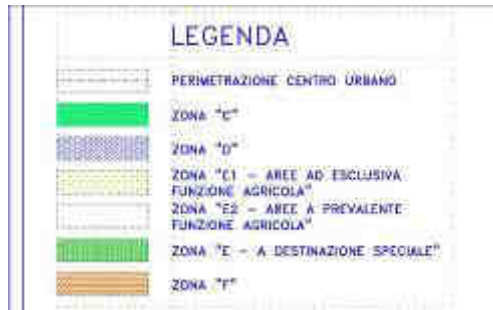 LEGENDA
PERIMETRAZIONE CENTRO URBANO
ZONA "C"
ZONA "D"
ZONA "E1 - AREE AD ESCLUSIVA
FUNZIONE AGRICOLA"
ZONA "E2 - AREE A PREVALENTE
FUNZIONE AGRICOLA"
ZONA "E - A DESTINAZIONE SPECIALE"
ZONA "F"